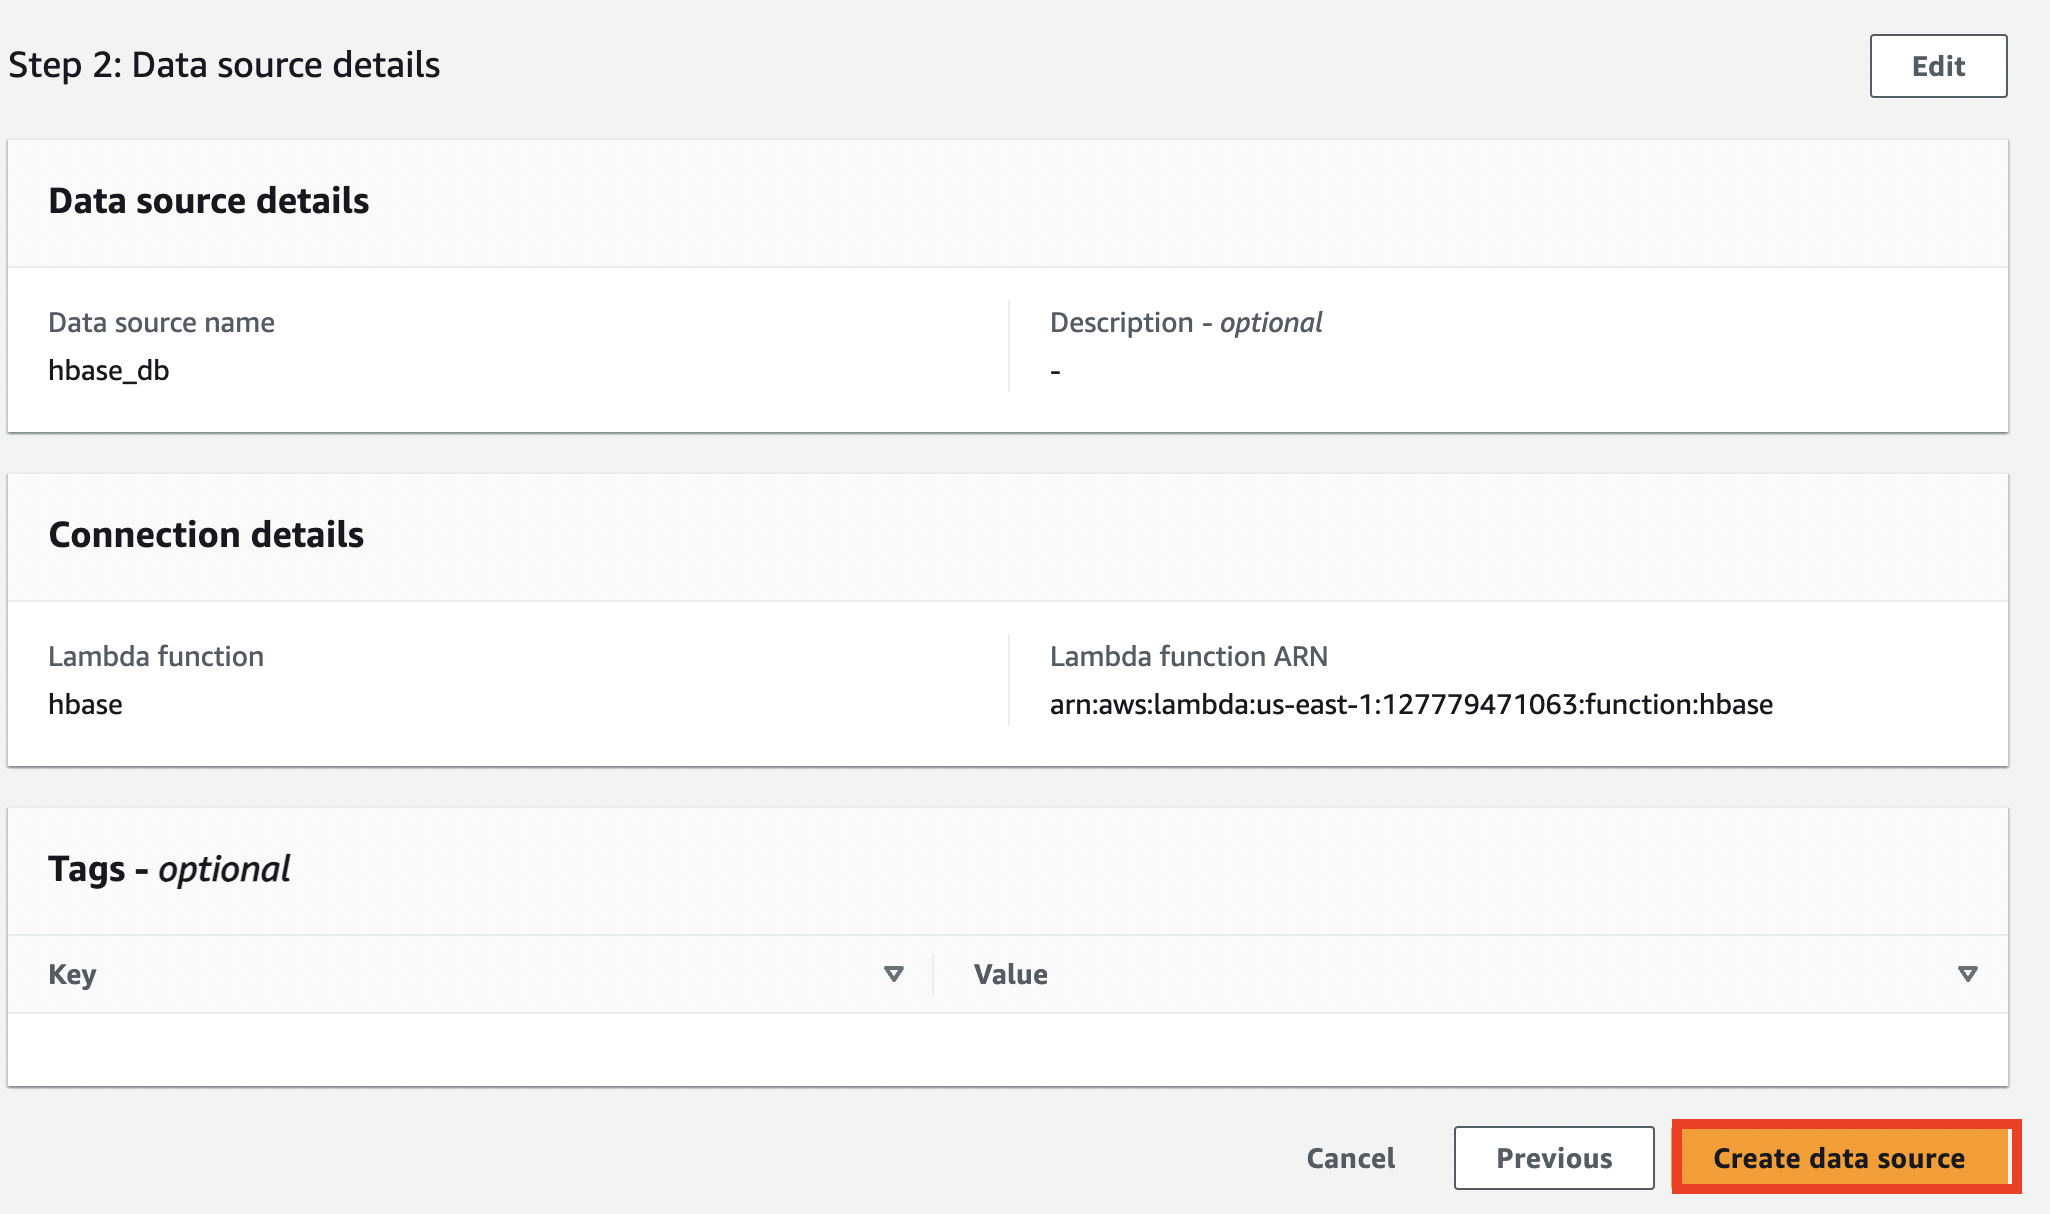 Step 2: Data source details
Edit
Data source details
Data source name
Description - optional
hbase_db
-
Connection details
Lambda function
Lambda function ARN
hbase
arn:aws:lambda:us-east-1:127779471063:function:hbase
Tags - optional
Key
Value
Cancel
Previous
Create data source